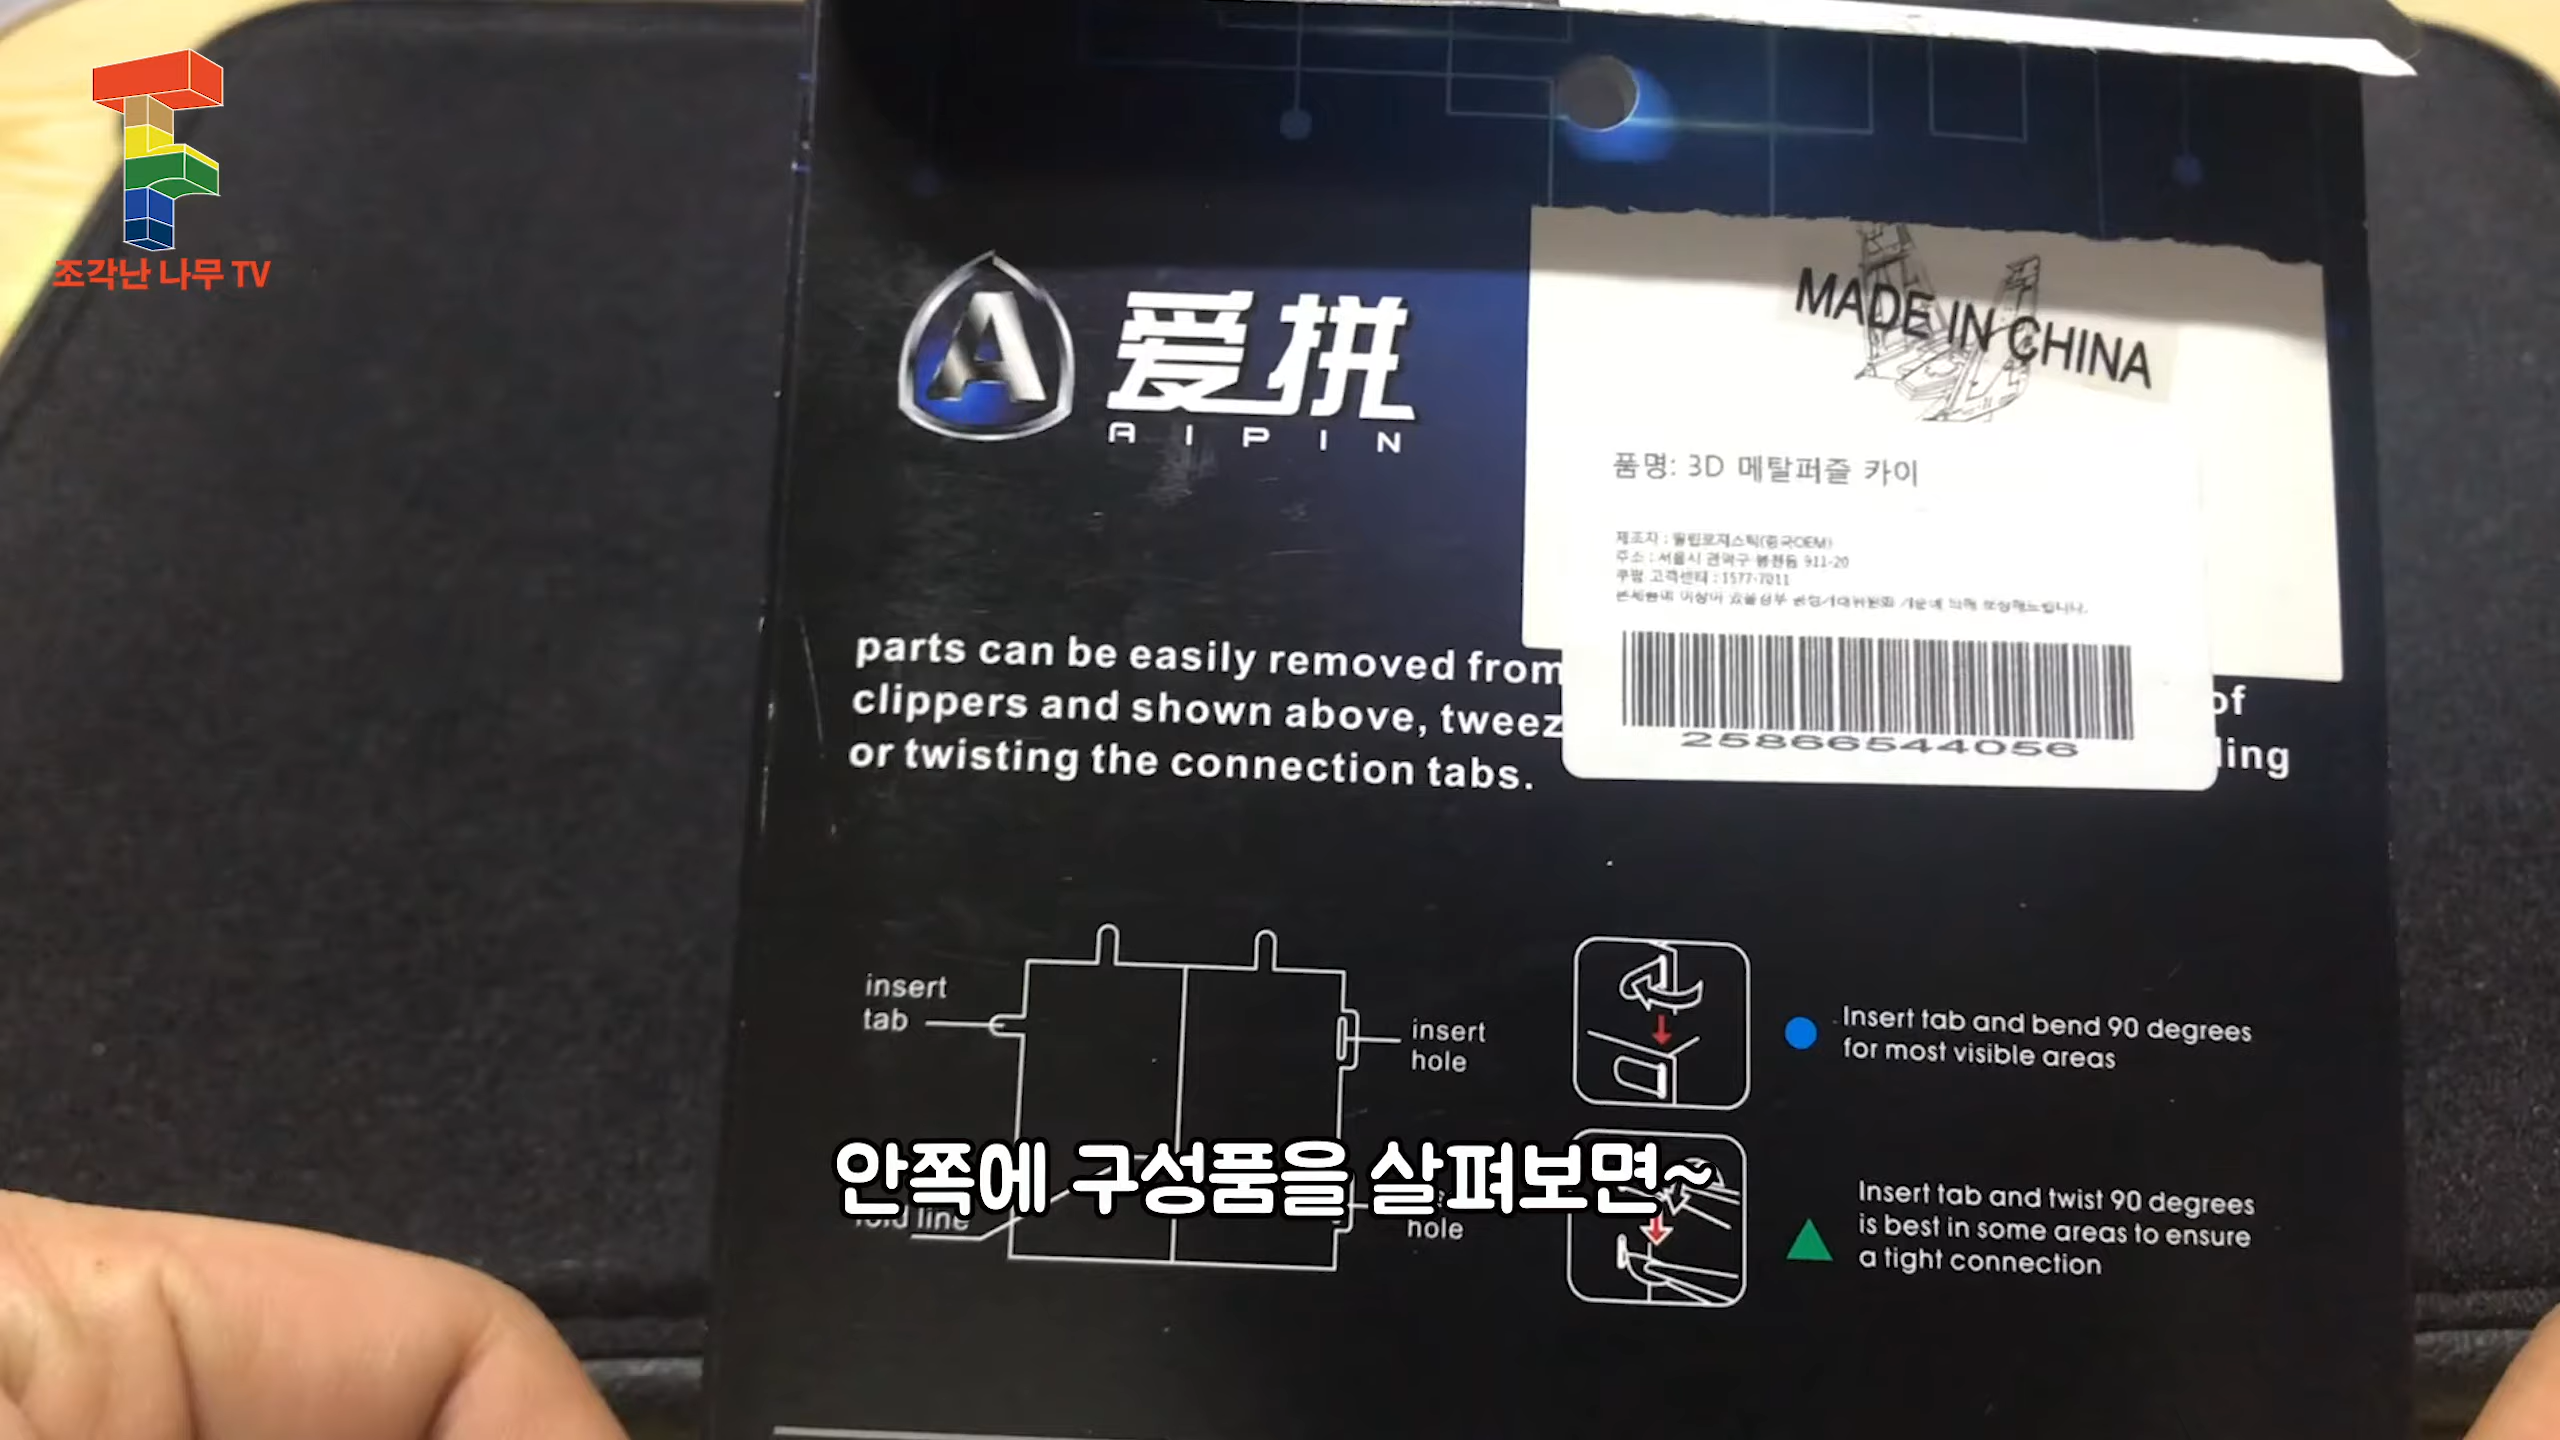 조각난 나무 TV
爱拼
AIPIN
MADE IN CHINA
품명: 3D 메탈퍼즐 카이
제조자 : 필립로지스틱(중국OEM)
주소 : 서울시 관악구 봉천동 911-20
쿠팡 고객센터 : 1577-7011
25866544056
parts can be easily removed from of
clippers and shown above, tweez ling
or twisting the connection tabs.
insert
tab
insert
hole
Insert tab and bend 90 degrees
for most visible areas
안쪽에 구성품을 살펴보면~
fold line
hole
Insert tab and twist 90 degrees
is best in some areas to ensure
a tight connection